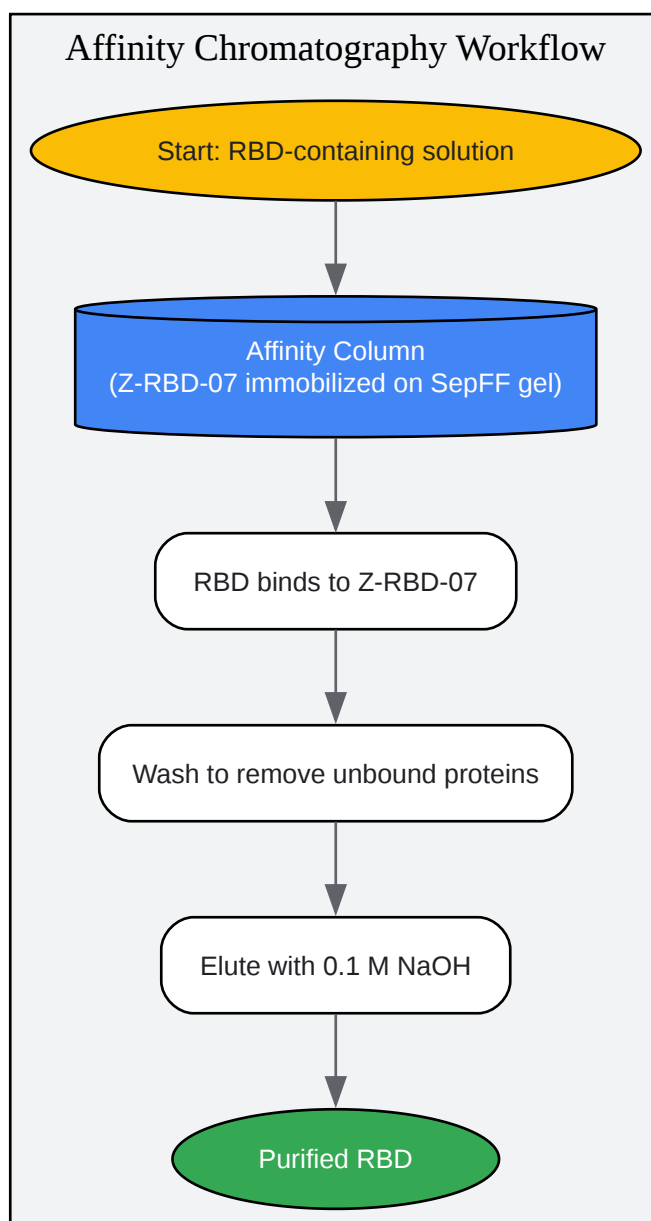 Affinity Chromatography Workflow
Start: RBD-containing solution
Affinity Column
(Z-RBD-07 immobilized on SepFF gel)
RBD binds to Z-RBD-07
Wash to remove unbound proteins
Elute with 0.1 M NaOH
Purified RBD